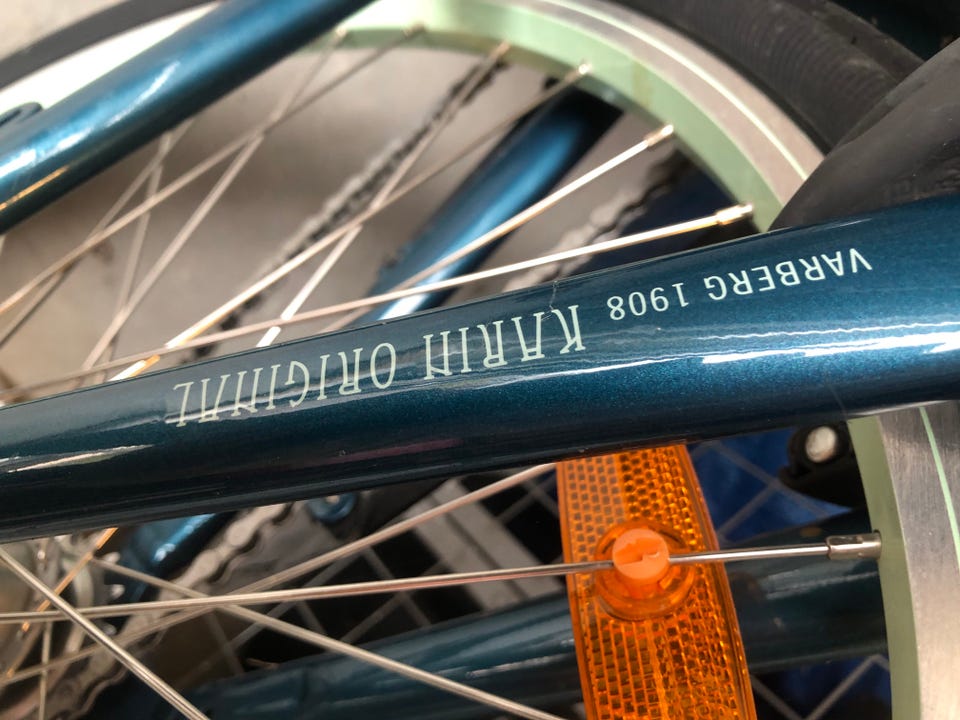 KARIN ORIGINAL
VARBERG 1908